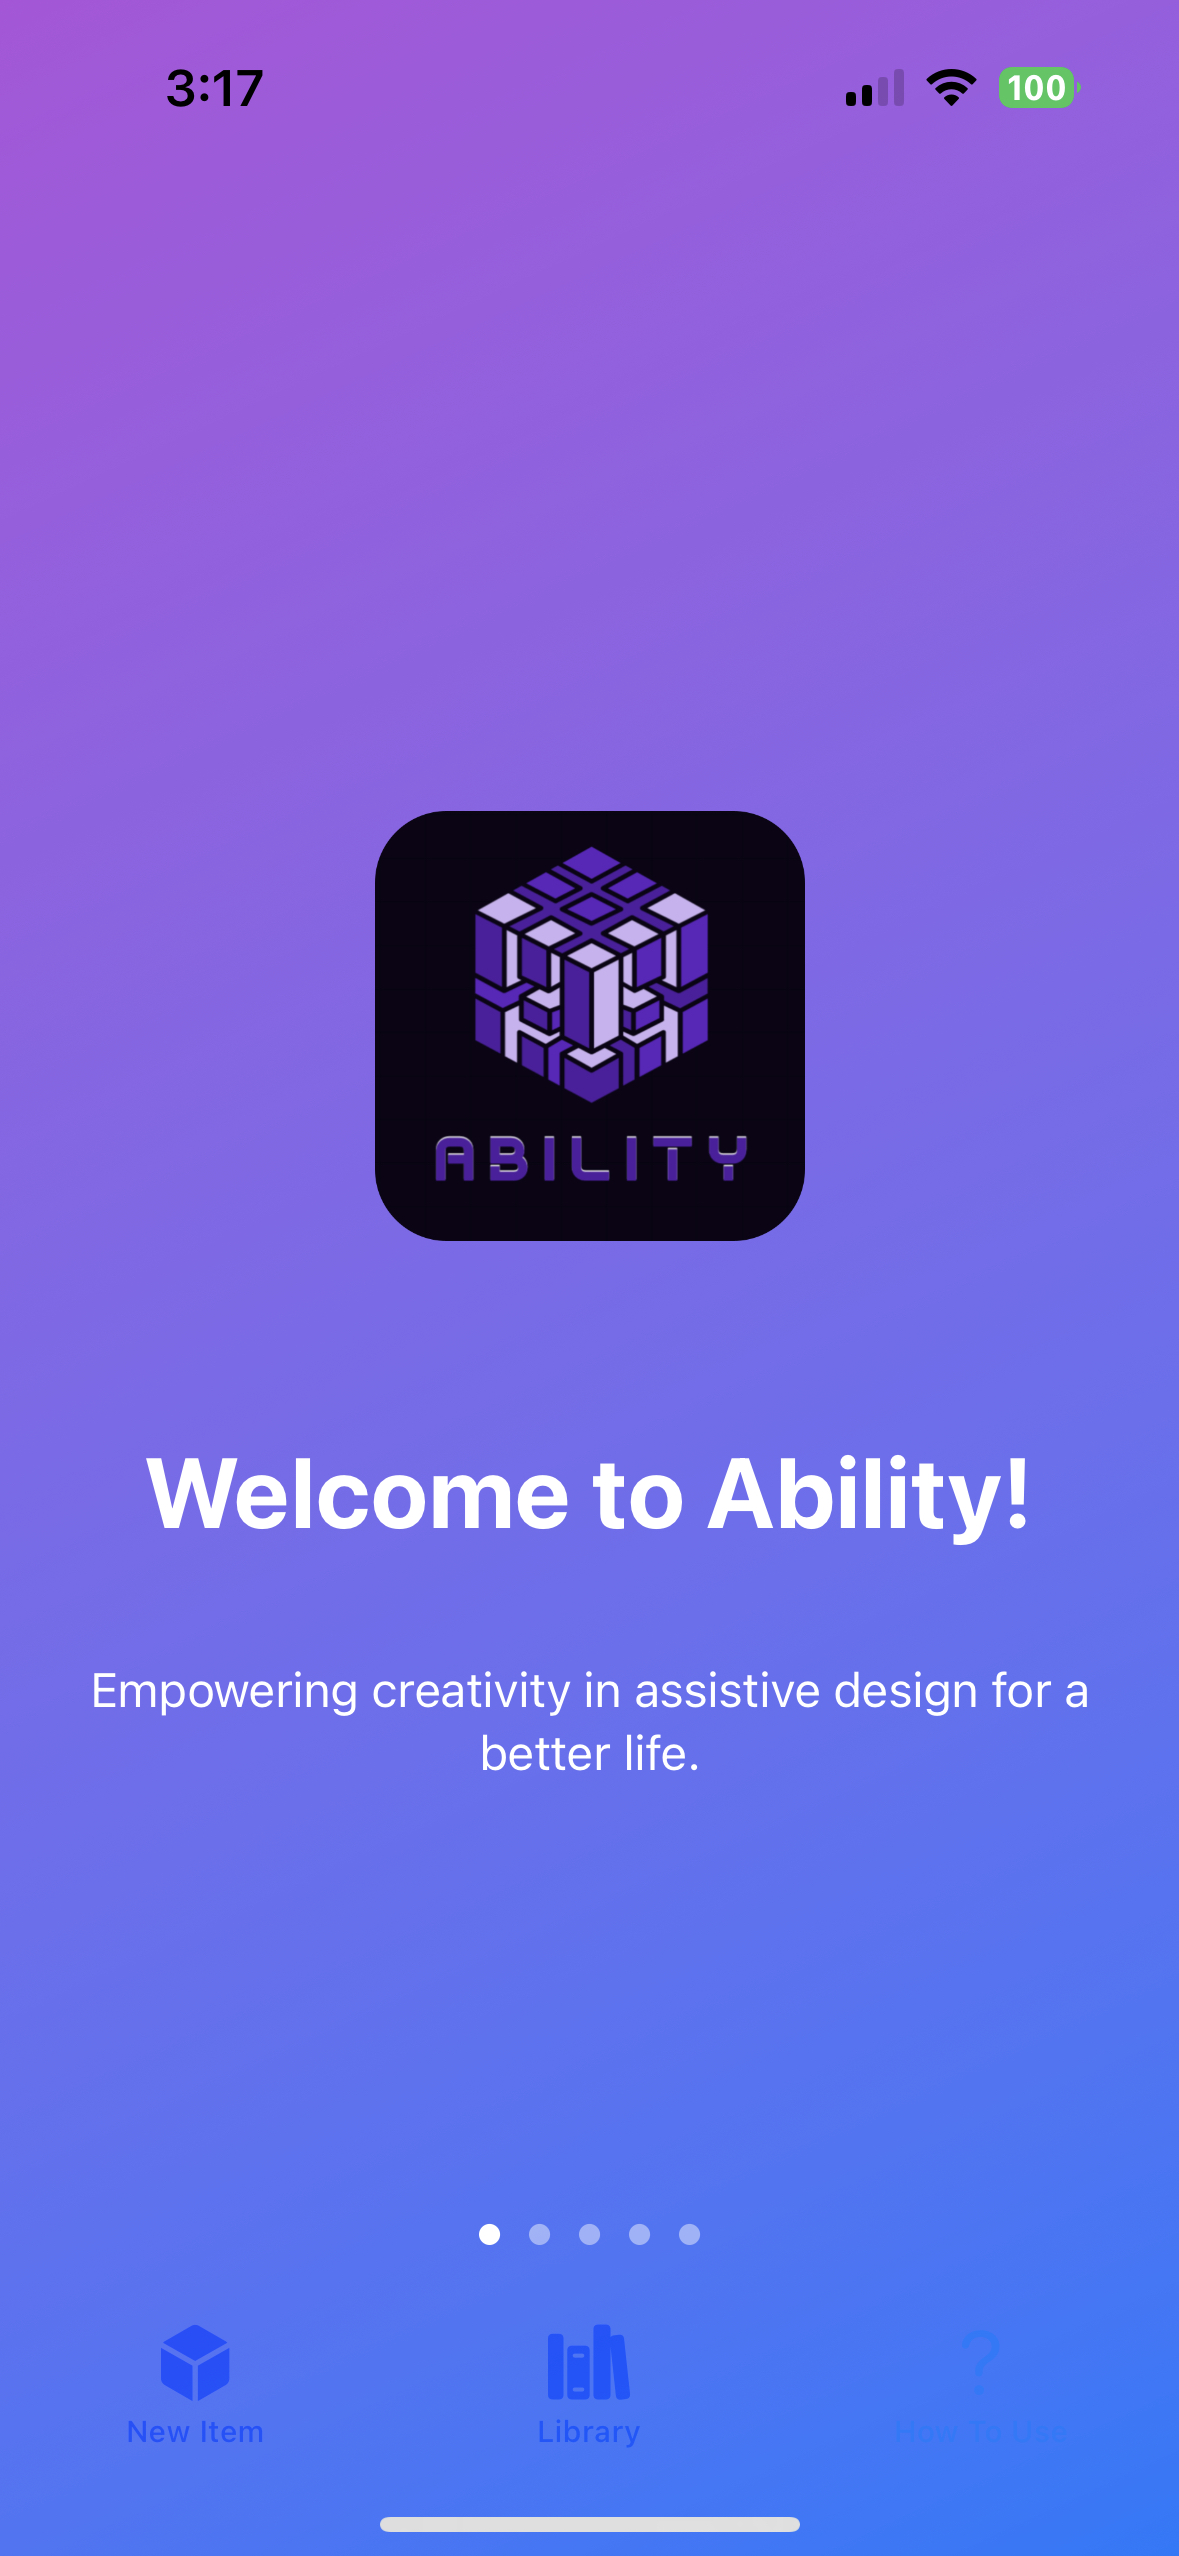 3:17
100
ABILITY
Welcome to Ability!
Empowering creativity in assistive design for a
better life.
New Item
Library
How To Use